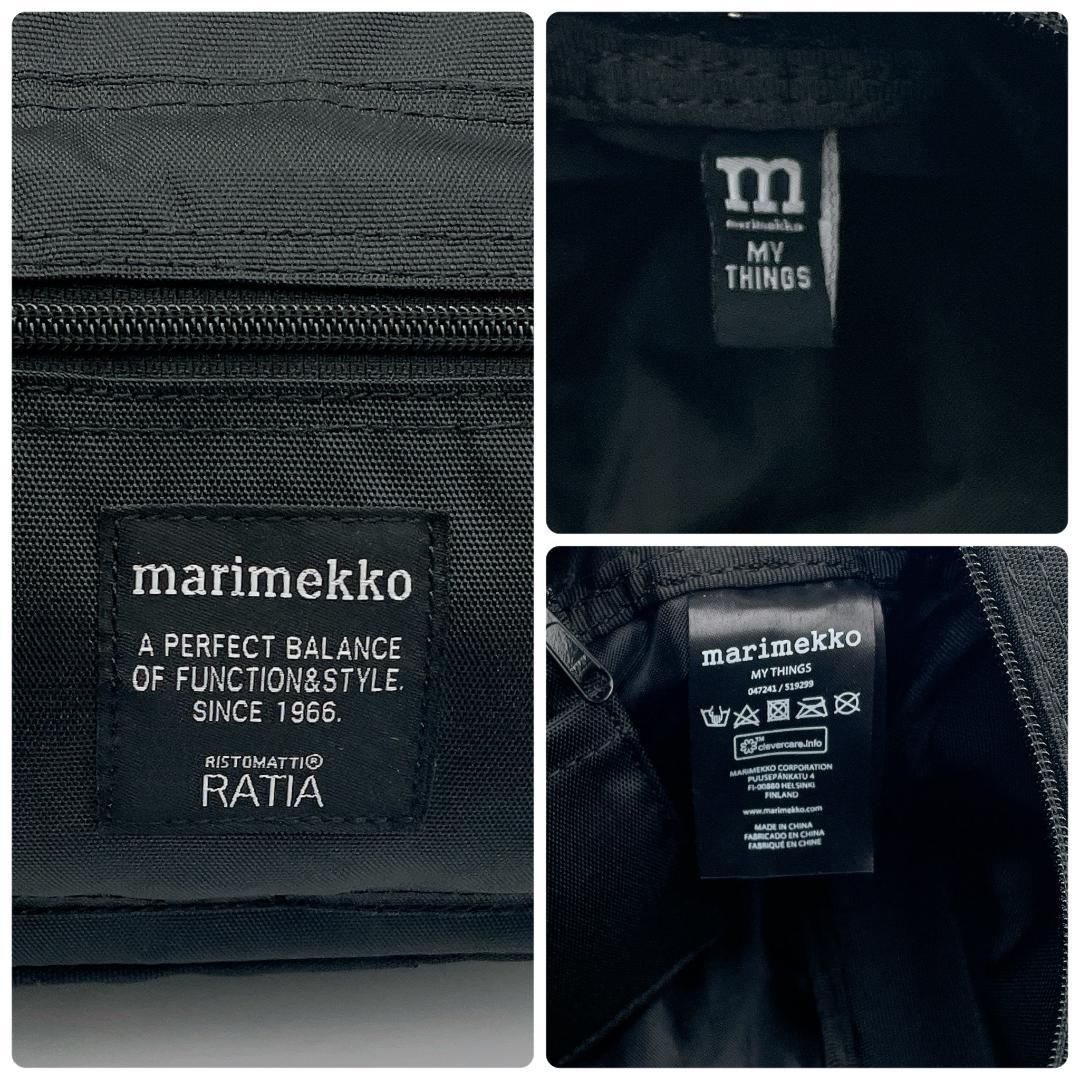 marimekko
A PERFECT BALANCE
OF FUNCTION&STYLE.
SINCE 1966.
RISTOMATTI®
RATIA
m
marimekko
MY
THINGS
marimekko
MY THINGS
047241 / 519299
™
clevercare.info
MARIMEKKO CORPORATION
PUUSEPÄNKATU 4
FI-00880 HELSINKI
FINLAND
www.marimekko.com
MADE IN CHINA
FABRICADO EN CHINA
FABRIQUÉ EN CHINE